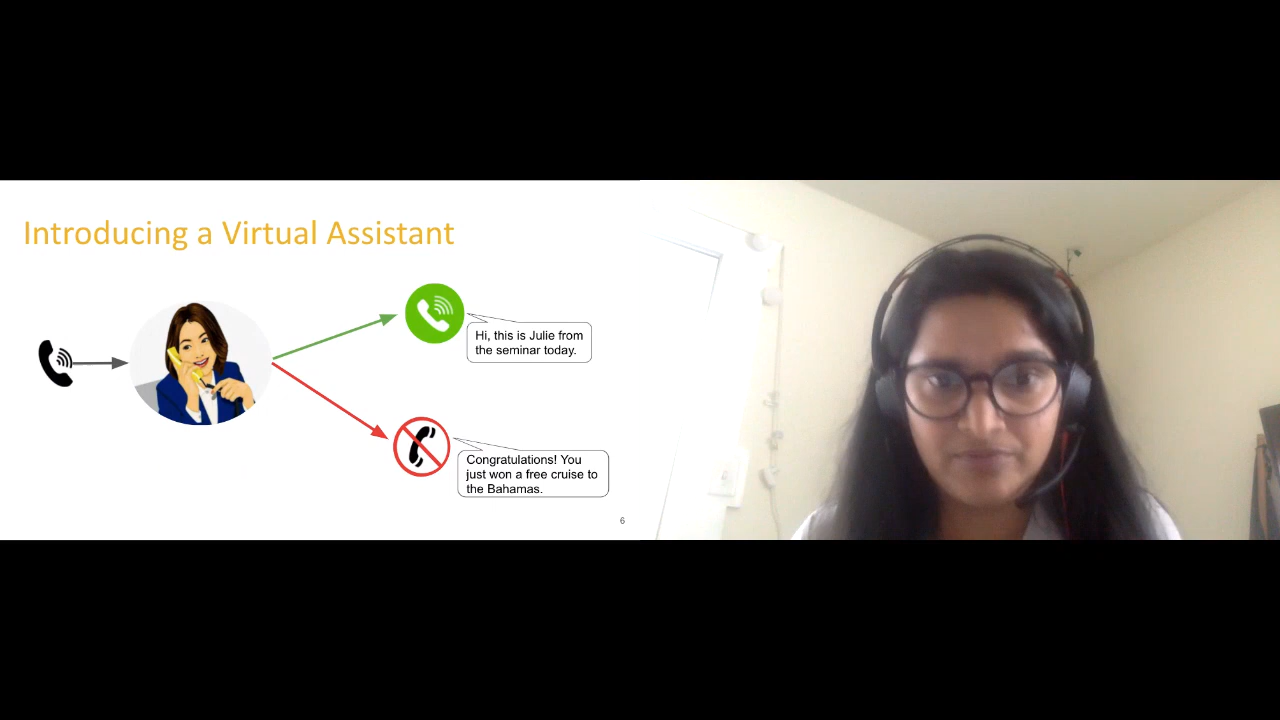 Introducing a Virtual Assistant
Hi, this is Julie from
the seminar today.
Congratulations! You
just won a free cruise to
the Bahamas.
6